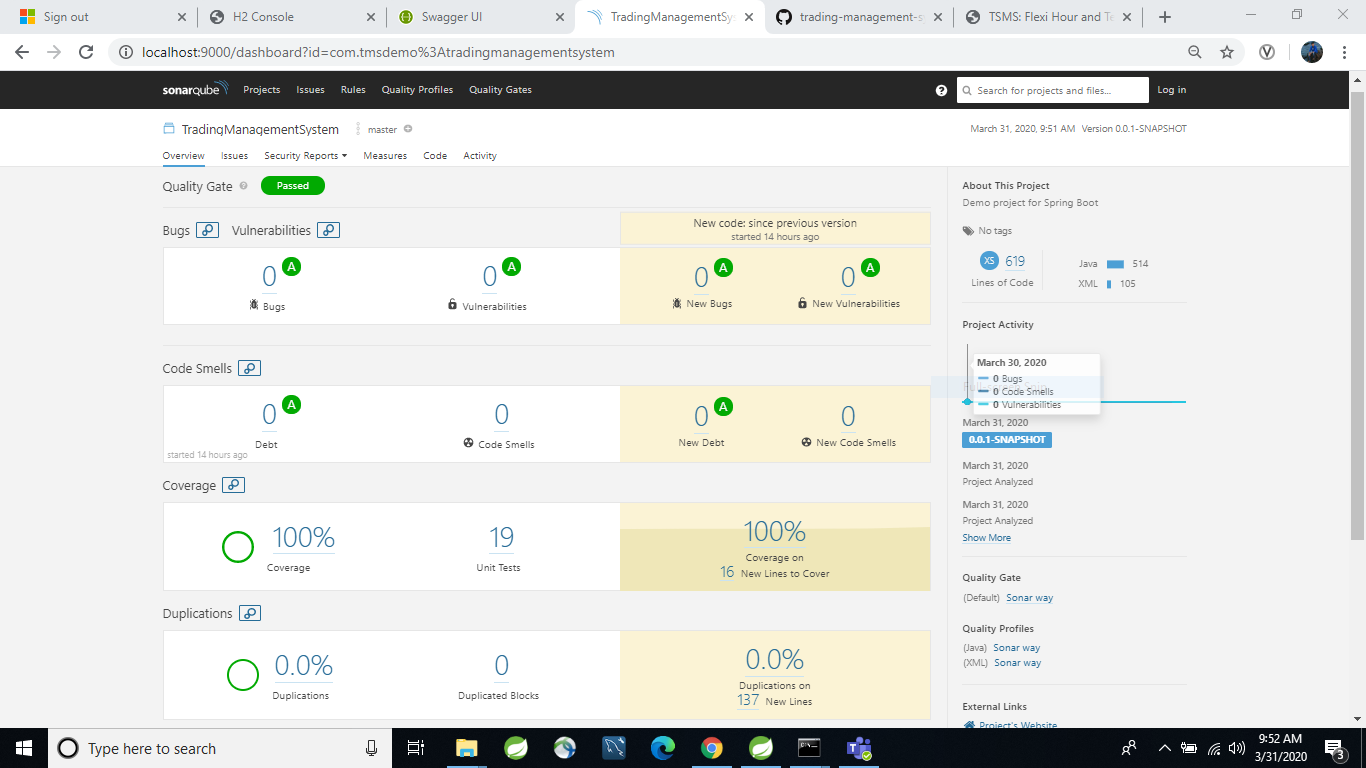 Sign out
H2 Console
Swagger UI
TradingManagementSy
trading-management-s
TSMS: Flexi Hour and Te
localhost:9000/dashboard?id=com.tmsdemo%3Atradingmanagementsystem
sonarqube Projects Issues Rules Quality Profiles Quality Gates
Search for projects and files...
Log in
TradingManagementSystem master
March 31, 2020, 9:51 AM Version 0.0.1-SNAPSHOT
Overview Issues Security Reports Measures Code Activity
Quality Gate Passed
Bugs Vulnerabilities
New code: since previous version
started 14 hours ago
0 A
Bugs
0 A
Vulnerabilities
0 A
New Bugs
0 A
New Vulnerabilities
Code Smells
0 A
Debt
started 14 hours ago
0
Code Smells
0 A
New Debt
0
New Code Smells
Coverage
100%
Coverage
19
Unit Tests
100%
Coverage on
16 New Lines to Cover
Duplications
0.0%
Duplications
0
Duplicated Blocks
0.0%
Duplications on
137 New Lines
About This Project
Demo project for Spring Boot
No tags
XS 619
Lines of Code
Java 514
XML 105
Project Activity
March 30, 2020
0 Bugs
0 Code Smells
0 Vulnerabilities
March 31, 2020
0.0.1-SNAPSHOT
March 31, 2020
Project Analyzed
March 31, 2020
Project Analyzed
Show More
Quality Gate
(Default) Sonar way
Quality Profiles
(Java) Sonar way
(XML) Sonar way
External Links
Project's Website
Type here to search
9:52 AM
3/31/2020
3